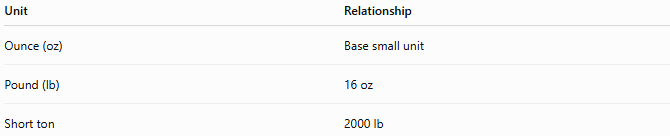 Unit Relationship
Ounce (oz) Base small unit
Pound (lb) 16 oz
Short ton 2000 lb